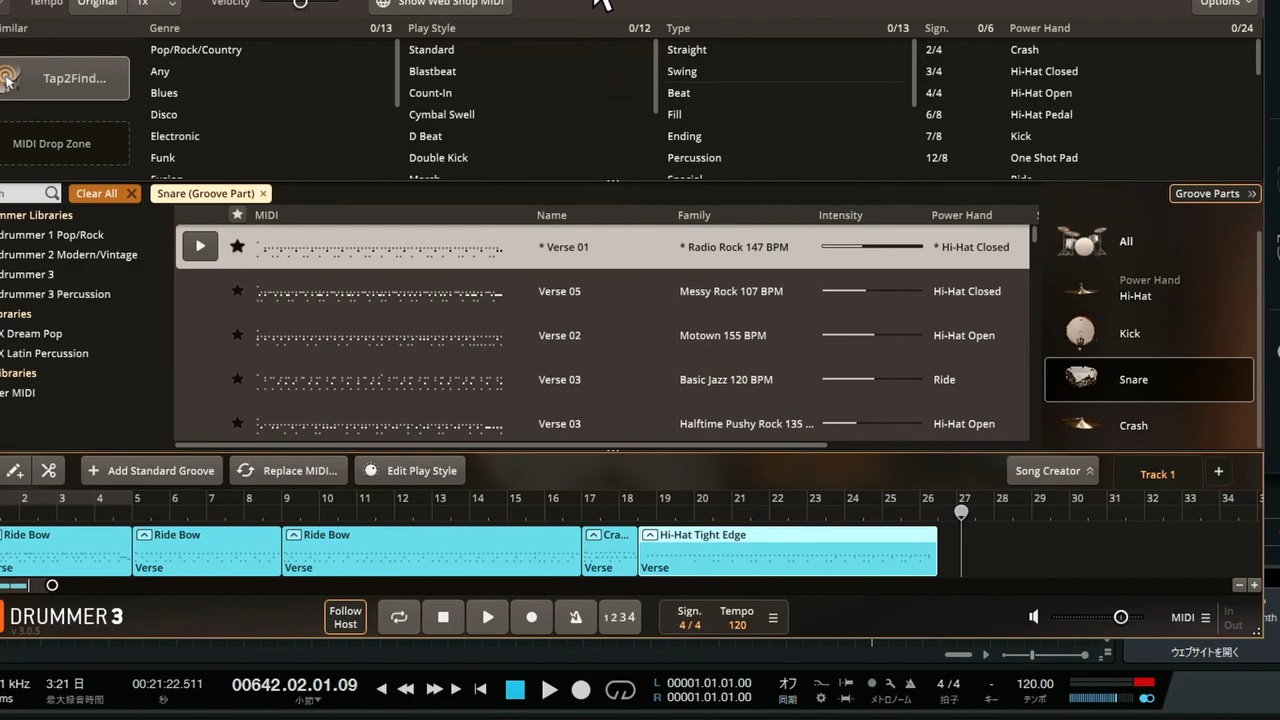 Tempo Original 1x Velocity Show Web Shop MIDI Options
imilar Genre 0/13 Play Style 0/12 Type 0/13 Sign. 0/6 Power Hand 0/24
Pop/Rock/Country Standard Straight 2/4 Crash
Tap2Find... Any Blastbeat Swing 3/4 Hi-Hat Closed
Blues Count-In Beat 4/4 Hi-Hat Open
Disco Cymbal Swell Fill 6/8 Hi-Hat Pedal
MIDI Drop Zone Electronic D Beat Ending 7/8 Kick
Funk Double Kick Percussion 12/8 One Shot Pad
h Clear All × Snare (Groove Part) × Groove Parts »
mmer Libraries MIDI Name Family Intensity Power Hand
drummer 1 Pop/Rock
drummer 2 Modern/Vintage
drummer 3
drummer 3 Percussion
braries
X Dream Pop
X Latin Percussion
ibraries
er MIDI
* Verse 01 * Radio Rock 147 BPM * Hi-Hat Closed
Verse 05 Messy Rock 107 BPM Hi-Hat Closed
Verse 02 Motown 155 BPM Hi-Hat Open
Verse 03 Basic Jazz 120 BPM Ride
Verse 03 Halftime Pushy Rock 135 ... Hi-Hat Open
All
Power Hand
Hi-Hat
Kick
Snare
Crash
+ Add Standard Groove Replace MIDI... Edit Play Style Song Creator Track 1 +
2 3 4 5 6 7 8 9 10 11 12 13 14 15 16 17 18 19 20 21 22 23 24 25 26 27 28 29 30 31 32 33 34
Ride Bow Ride Bow Ride Bow Cra... Hi-Hat Tight Edge
rse Verse Verse Verse Verse
DRUMMER 3
v 3.0.5
Follow
Host
1 2 3 4
Sign. Tempo
4 / 4 120
MIDI In
Out
ウェブサイトを開く
1 kHz 3:21 日 00:21:22.511 00642.02.01.09 L 00001.01.01.00 オフ 4 / 4 - 120.00
ms 最大録音時間 小節 R 00001.01.01.00 同期 メトロノーム 拍子 キー テンポ